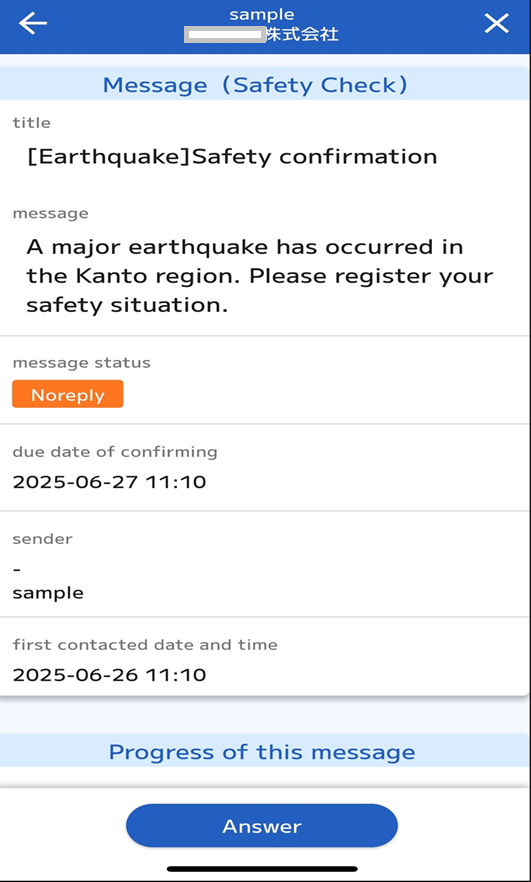 sample
株式会社
Message（Safety Check）
title
[Earthquake]Safety confirmation
message
A major earthquake has occurred in
the Kanto region. Please register your
safety situation.
message status
Noreply
due date of confirming
2025-06-27 11:10
sender
-
sample
first contacted date and time
2025-06-26 11:10
Progress of this message
Answer